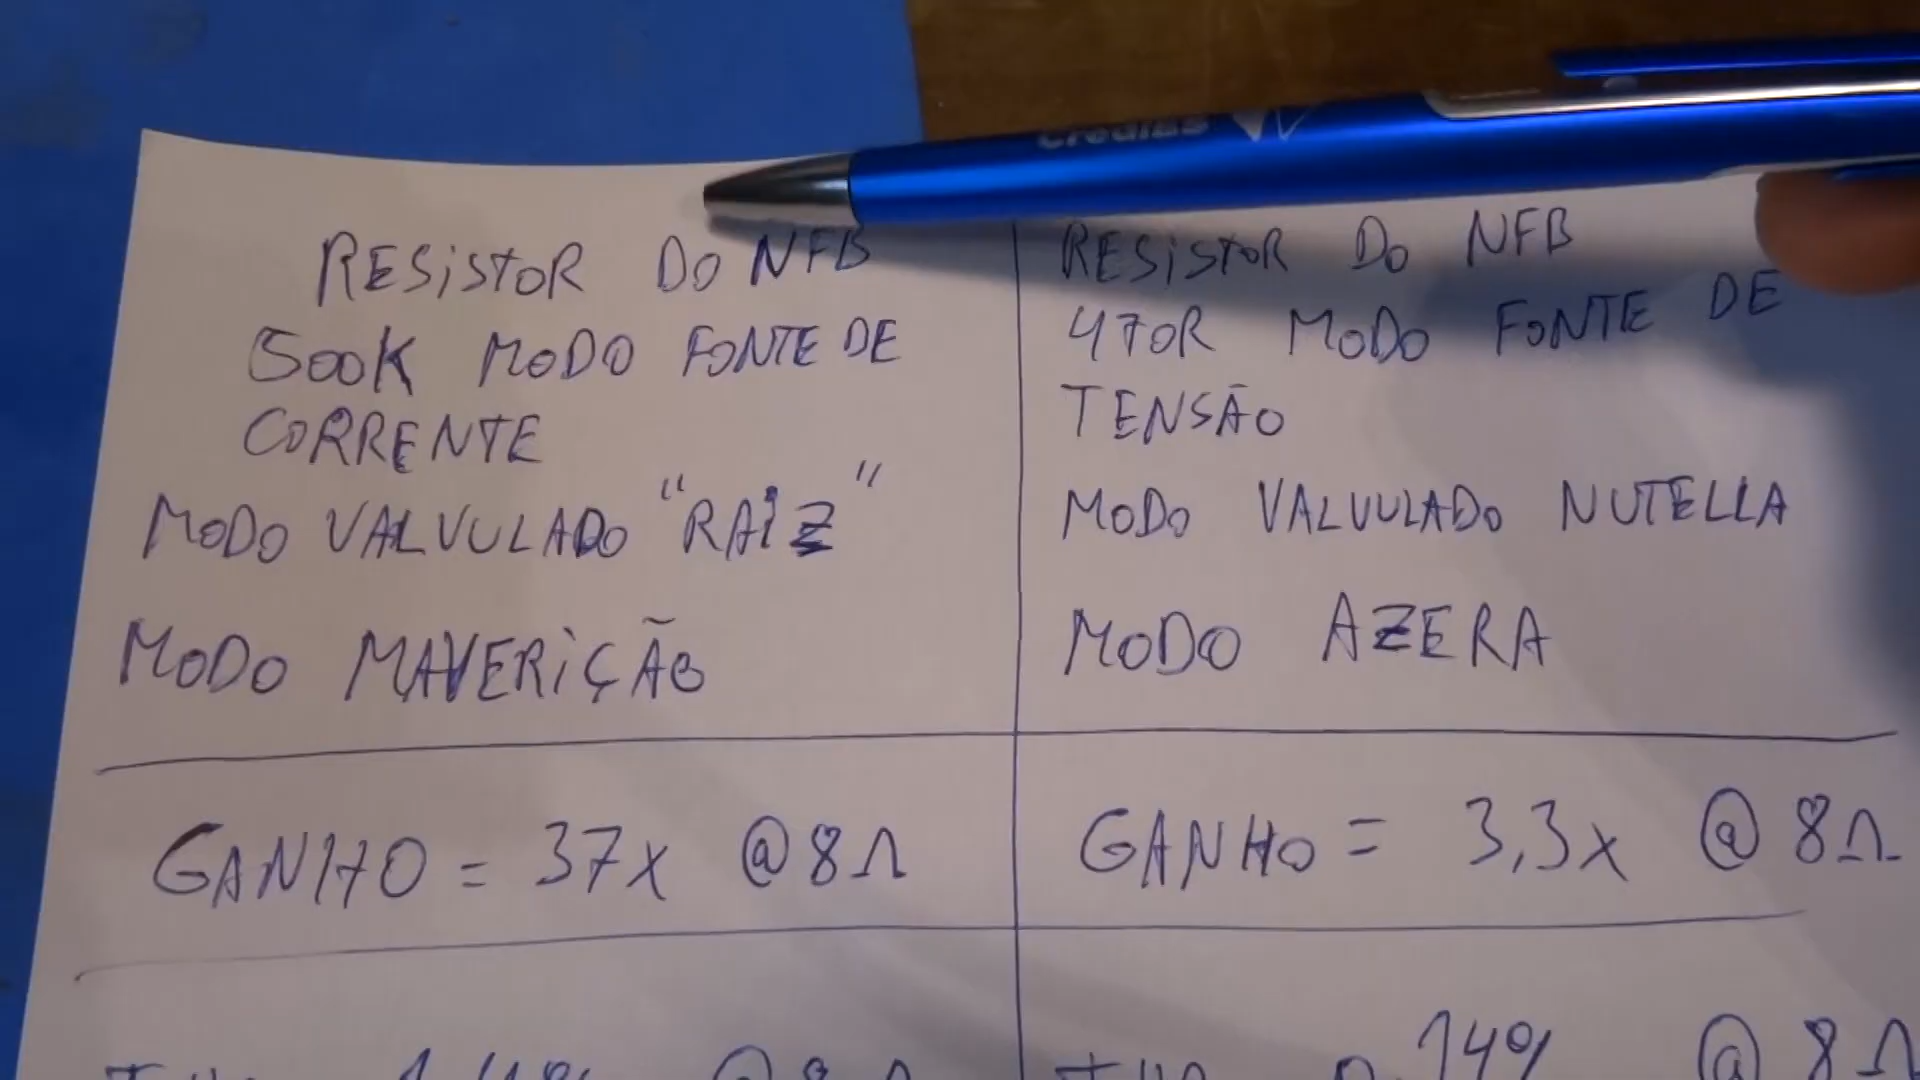 RESISTOR DO NFB
500K MODO FONTE DE
CORRENTE
MODO VALVULADO "RAIZ"
MODO MAVERIÇÃO
GANHO = 37x @8Ω
RESISTOR DO NFB
470R MODO FONTE DE
TENSÃO
MODO VALVULADO NUTELLA
MODO AZERA
GANHO = 3,3x @ 8Ω
@ 8Ω